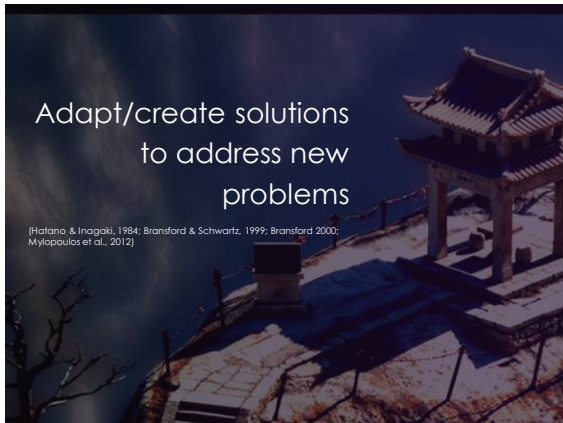 Adapt/create solutions
to address new
problems
(Hatano & Inagaki, 1984; Bransford & Schwartz, 1999; Bransford 2000;
Mylopoulos et al., 2012)